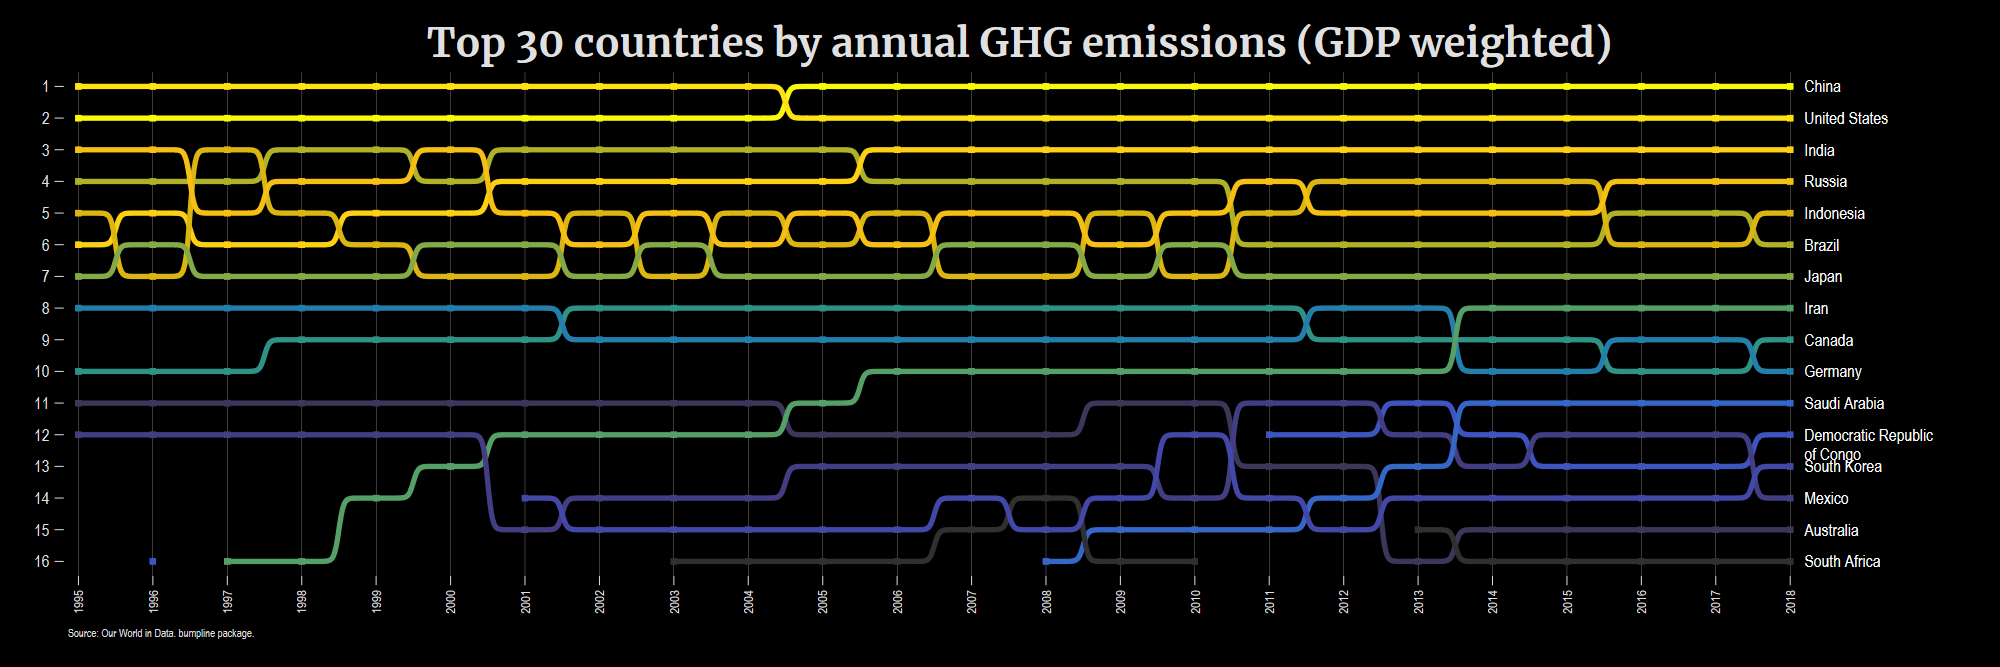 Top 30 countries by annual GHG emissions (GDP weighted)
1 China
2 United States
3 India
4 Russia
5 Indonesia
6 Brazil
7 Japan
8 Iran
9 Canada
10 Germany
11 Saudi Arabia
12 Democratic Republic
of Congo
13 South Korea
14 Mexico
15 Australia
16 South Africa
1995 1996 1997 1998 1999 2000 2001 2002 2003 2004 2005 2006 2007 2008 2009 2010 2011 2012 2013 2014 2015 2016 2017 2018
Source: Our World in Data. bumpline package.